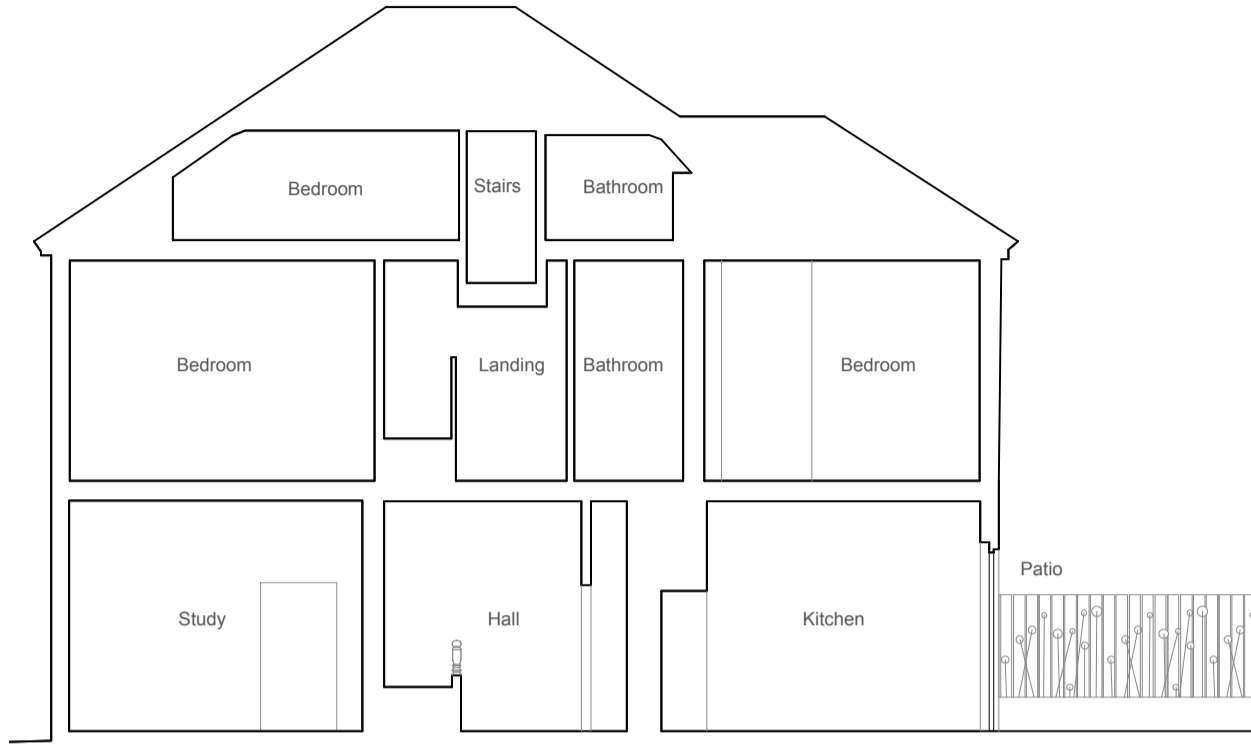 Bedroom
Stairs
Bathroom
Bedroom
Landing
Bathroom
Bedroom
Patio
Study
Hall
Kitchen